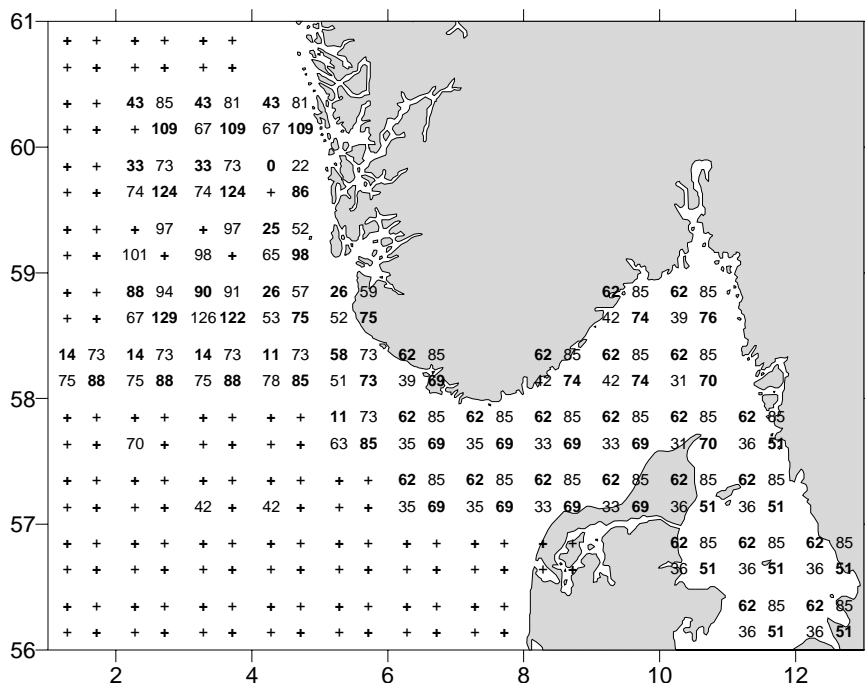 61
+ + + + + +
+ + + + + +
+ + 43 85 43 81 43 81
+ + + 109 67 109 67 109
60
+ + 33 73 33 73 0 22
+ + 74 124 74 124 + 86
+ + + 97 + 97 25 52
+ + 101 + 98 + 65 98
59
+ + 88 94 90 91 26 57 26 59 62 85 62 85
+ + 67 129 126 122 53 75 52 75 42 74 39 76
14 73 14 73 14 73 11 73 58 73 62 85 62 85 62 85 62 85
75 88 75 88 75 88 78 85 51 73 39 69 42 74 42 74 31 70
58
+ + + + + + + + 11 73 62 85 62 85 62 85 62 85 62 85 62 85
+ + 70 + + + + + 63 85 35 69 35 69 33 69 33 69 31 70 36 51
+ + + + + + + + + + 62 85 62 85 62 85 62 85 62 85 62 85
+ + + + 42 + 42 + + + 35 69 35 69 33 69 33 69 36 51 36 51
57
+ + + + + + + + + + + + + + + + 62 85 62 85 62 85
+ + + + + + + + + + + + + + + + 36 51 36 51 36 51
+ + + + + + + + + + + + + + 62 85 62 85
+ + + + + + + + + + + + + + 36 51 36 51
56
2 4 6 8 10 12